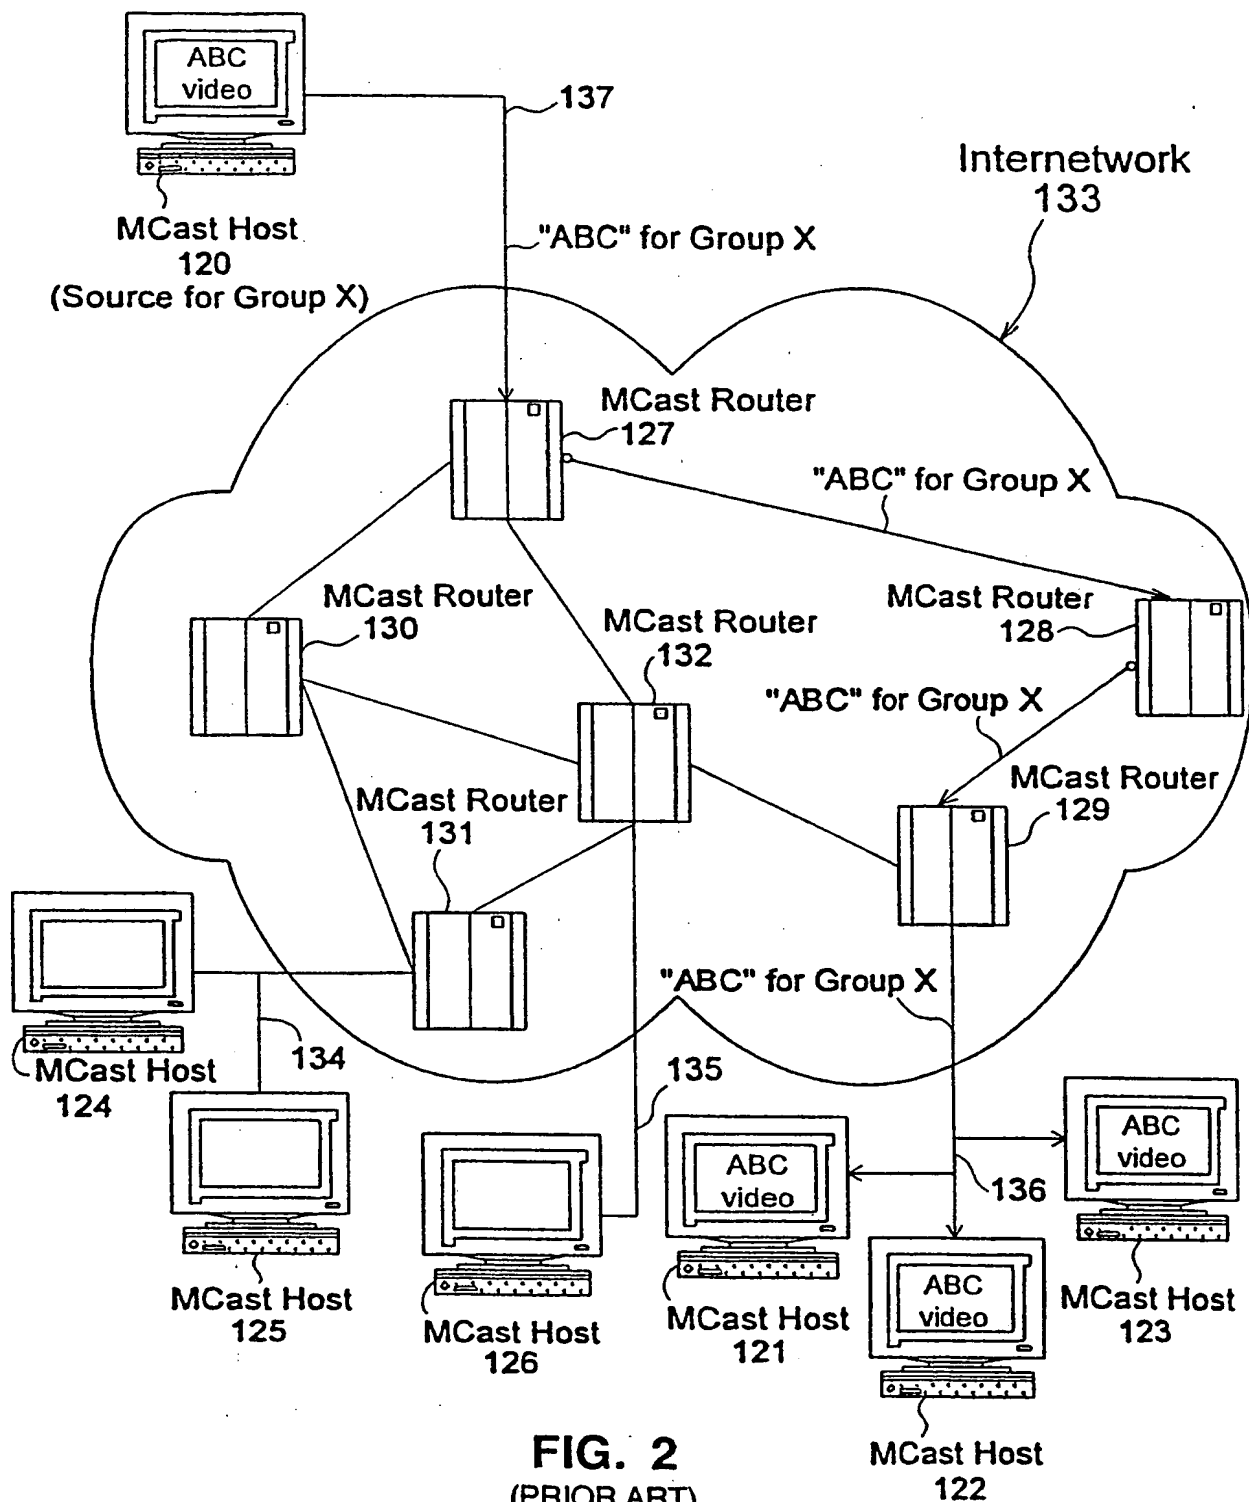 ABC
video
137
MCast Host
120
(Source for Group X)
"ABC" for Group X
Internetwork
133
MCast Router
127
"ABC" for Group X
MCast Router
130
MCast Router
132
MCast Router
128
"ABC" for Group X
MCast Router
129
MCast Router
131
"ABC" for Group X
MCast Host
124
134
135
MCast Host
125
MCast Host
126
ABC
video
MCast Host
121
136
ABC
video
MCast Host
123
ABC
video
MCast Host
122
FIG. 2
(PRIOR ART)